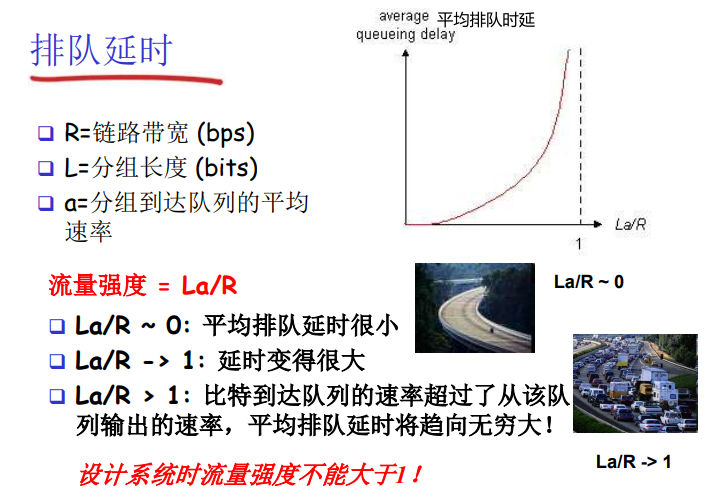 排队延时
average 平均排队时延
queueing delay
La/R
1
❑ R=链路带宽 (bps)
❑ L=分组长度 (bits)
❑ a=分组到达队列的平均
速率
流量强度 = La/R
❑ La/R ~ 0: 平均排队延时很小
❑ La/R -> 1: 延时变得很大
❑ La/R > 1: 比特到达队列的速率超过了从该队
列输出的速率，平均排队延时将趋向无穷大！
设计系统时流量强度不能大于1！
La/R ~ 0
La/R -> 1